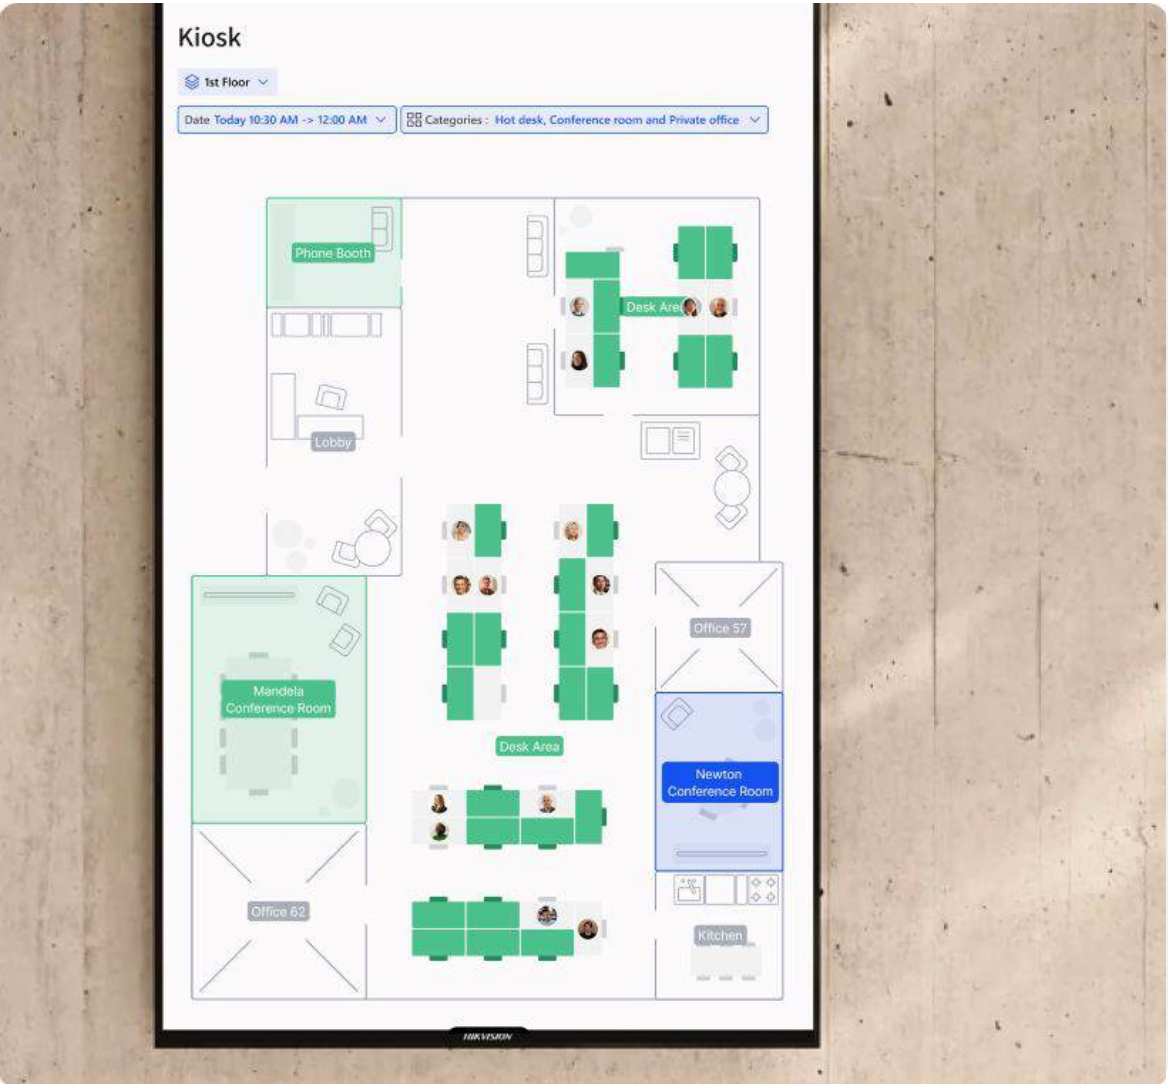 Kiosk
1st Floor
Date Today 10:30 AM -> 12:00 AM
Categories : Hot desk, Conference room and Private office
Phone Booth
Desk Area
Lobby
Office 57
Mandela
Conference Room
Newton
Conference Room
Desk Area
Office 62
Kitchen
HIKVISION